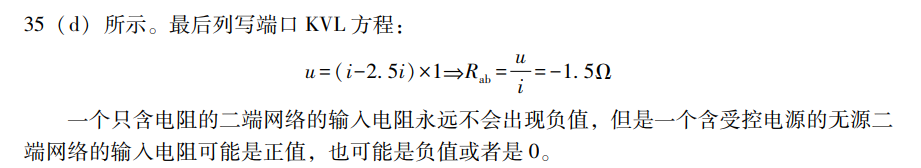 35 (d) 所示。最后列写端口 KVL 方程：
u=(i-2.5i)×1⇒R_ab=u/i=-1.5Ω
一个只含电阻的二端网络的输入电阻永远不会出现负值，但是一个含受控电源的无源二
端网络的输入电阻可能是正值，也可能是负值或者是 0。